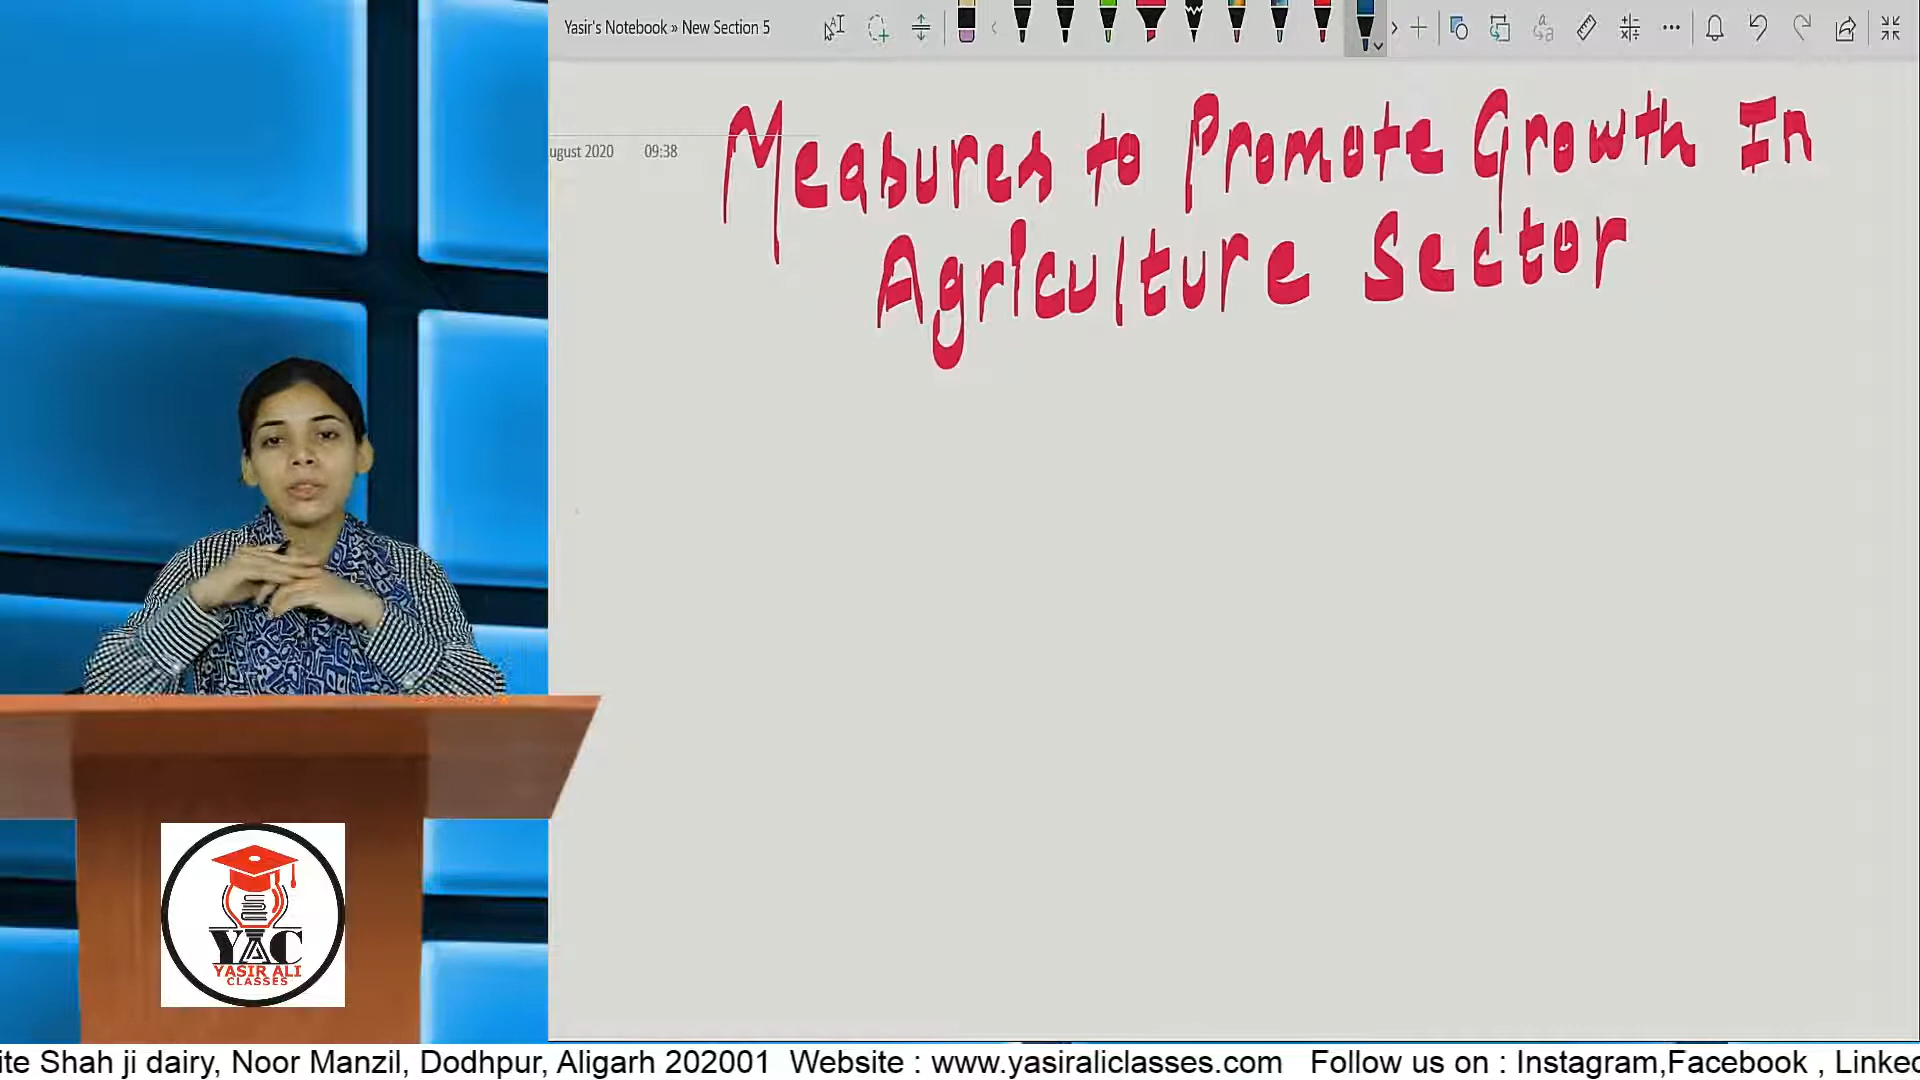 Yasir's Notebook » New Section 5
ugust 2020 09:38
Measures to Promote Growth In
Agriculture Sector
YAC
YASIR ALI
CLASSES
ite Shah ji dairy, Noor Manzil, Dodhpur, Aligarh 202001 Website : www.yasiraliclasses.com Follow us on : Instagram,Facebook , Linked